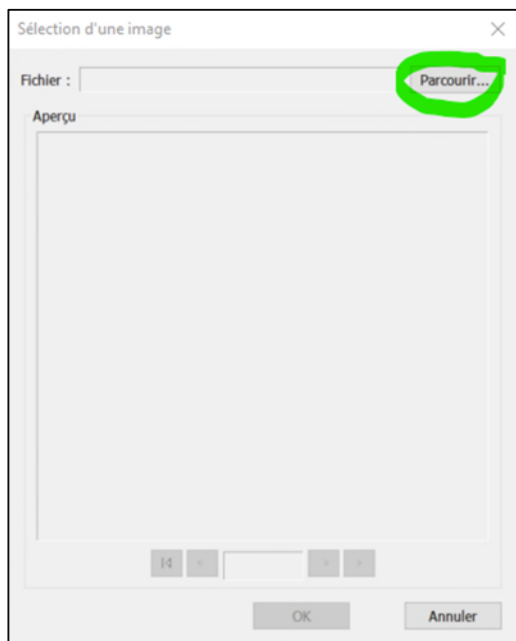 Sélection d'une image
Fichier :
Parcourir...
Aperçu
OK
Annuler